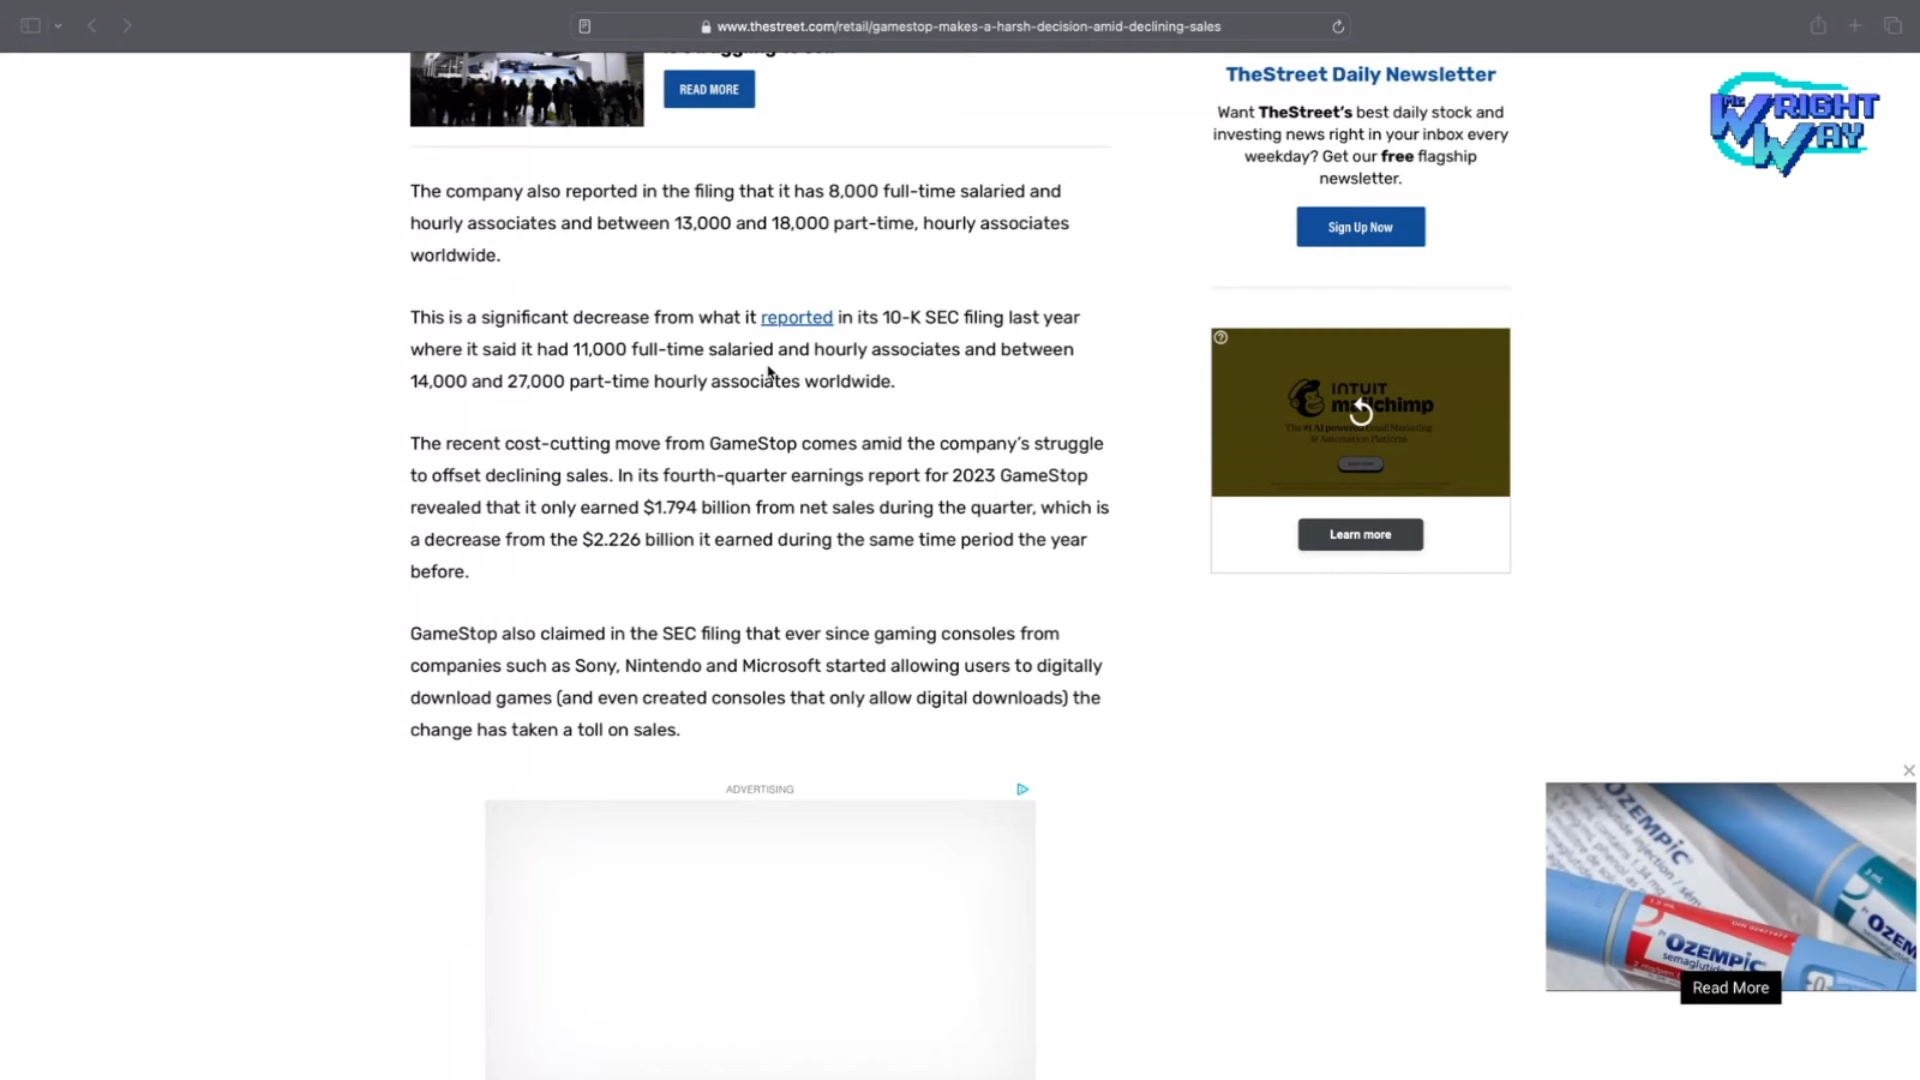 www.thestreet.com/retail/gamestop-makes-a-harsh-decision-amid-declining-sales
READ MORE
The company also reported in the filing that it has 8,000 full-time salaried and
hourly associates and between 13,000 and 18,000 part-time, hourly associates
worldwide.
This is a significant decrease from what it reported in its 10-K SEC filing last year
where it said it had 11,000 full-time salaried and hourly associates and between
14,000 and 27,000 part-time hourly associates worldwide.
The recent cost-cutting move from GameStop comes amid the company’s struggle
to offset declining sales. In its fourth-quarter earnings report for 2023 GameStop
revealed that it only earned $1.794 billion from net sales during the quarter, which is
a decrease from the $2.226 billion it earned during the same time period the year
before.
GameStop also claimed in the SEC filing that ever since gaming consoles from
companies such as Sony, Nintendo and Microsoft started allowing users to digitally
download games (and even created consoles that only allow digital downloads) the
change has taken a toll on sales.
ADVERTISING
TheStreet Daily Newsletter
Want TheStreet’s best daily stock and
investing news right in your inbox every
weekday? Get our free flagship
newsletter.
Sign Up Now
INTUIT
mailchimp
The #1 AI powered Email Marketing
& Automation Platform
Learn more
MR
WRIGHT
WAY
OZEMPIC
OZEMPIC
semaglutide
OZEM
Read More